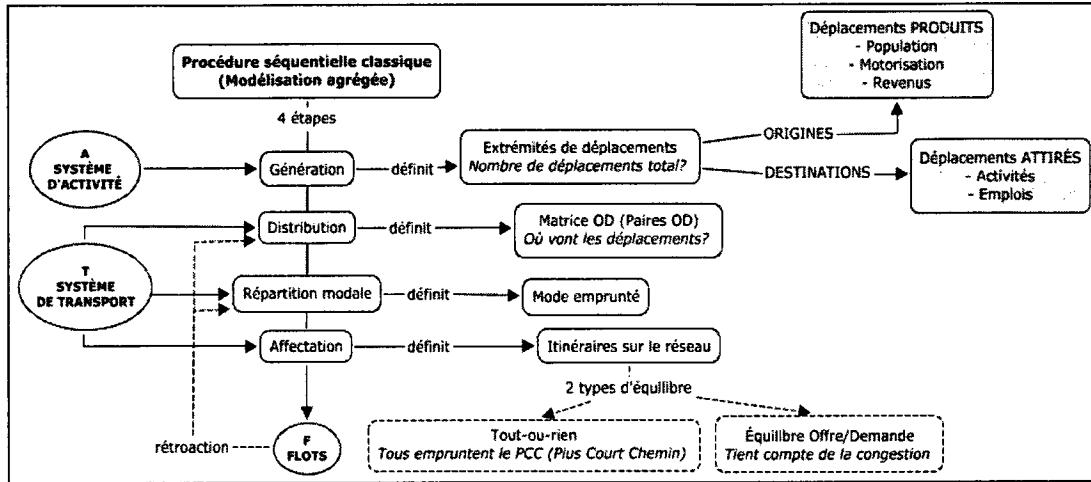 Procédure séquentielle classique
(Modélisation agrégée)
4 étapes
Déplacements PRODUITS
- Population
- Motorisation
- Revenus
A
SYSTÈME
D'ACTIVITÉ
Génération
définit
Extrémités de déplacements
Nombre de déplacements total?
ORIGINES
DESTINATIONS
Déplacements ATTIRÉS
- Activités
- Emplois
Distribution
définit
Matrice OD (Paires OD)
Où vont les déplacements?
T
SYSTÈME
DE TRANSPORT
Répartition modale
définit
Mode emprunté
Affectation
définit
Itinéraires sur le réseau
2 types d'équilibre
rétroaction
F
FLOTS
Tout-ou-rien
Tous empruntent le PCC (Plus Court Chemin)
Équilibre Offre/Demande
Tient compte de la congestion